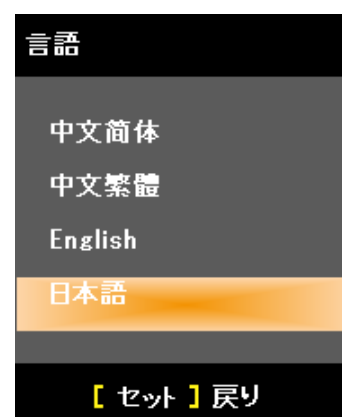 言語
中文简体
中文繁體
English
日本語
[ セット ] 戻り